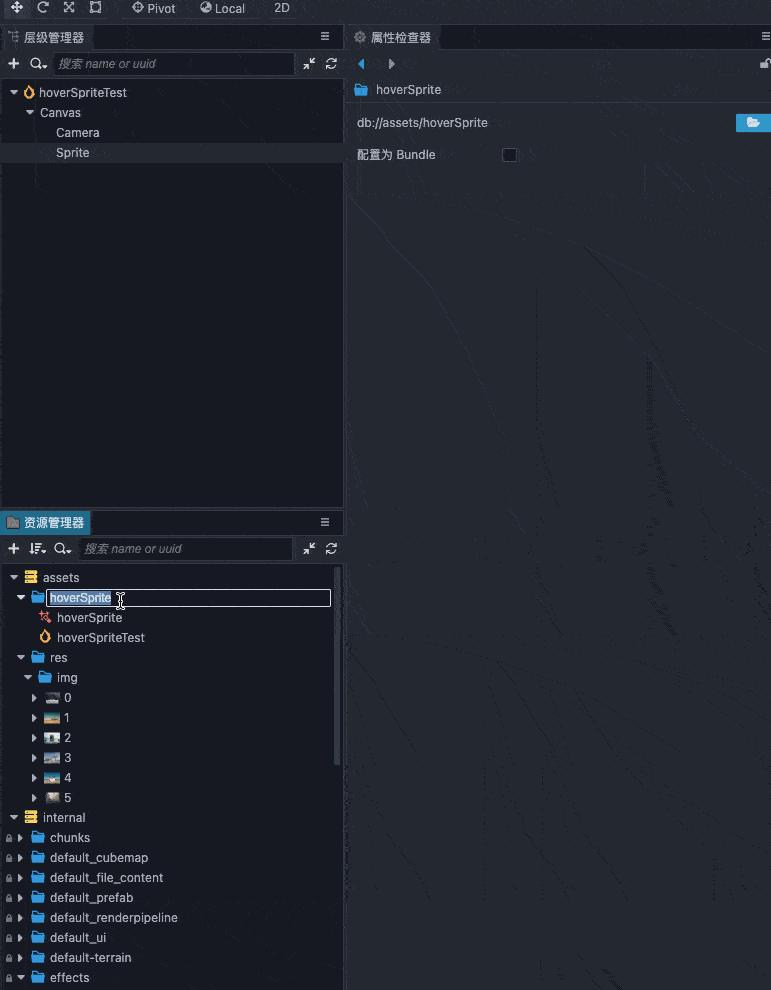 Pivot Local 2D
层级管理器
搜索 name or uuid
hoverSpriteTest
Canvas
Camera
Sprite
属性检查器
hoverSprite
db://assets/hoverSprite
配置为 Bundle
资源管理器
搜索 name or uuid
assets
hoverSprite
hoverSprite
hoverSpriteTest
res
img
0
1
2
3
4
5
internal
chunks
default_cubemap
default_file_content
default_prefab
default_renderpipeline
default_ui
default-terrain
effects